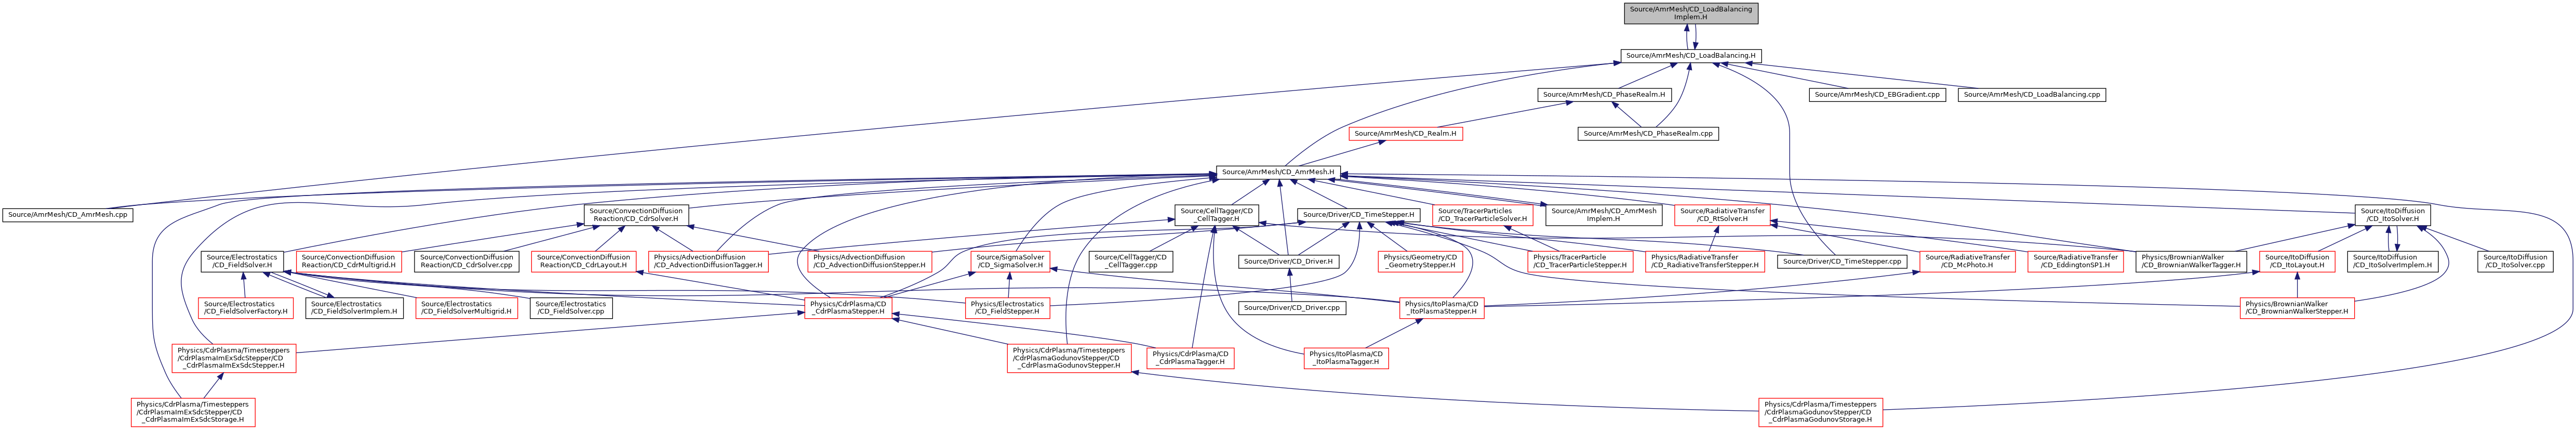 Source/AmrMesh/CD_LoadBalancing
Implem.H
Source/AmrMesh/CD_LoadBalancing.H
Source/AmrMesh/CD_PhaseRealm.H
Source/AmrMesh/CD_EBGradient.cpp
Source/AmrMesh/CD_LoadBalancing.cpp
Source/AmrMesh/CD_Realm.H
Source/AmrMesh/CD_PhaseRealm.cpp
Source/AmrMesh/CD_AmrMesh.H
Source/AmrMesh/CD_AmrMesh.cpp
Source/ConvectionDiffusion
Reaction/CD_CdrSolver.H
Source/CellTagger/CD
_CellTagger.H
Source/Driver/CD_TimeStepper.H
Source/TracerParticles
/CD_TracerParticleSolver.H
Source/AmrMesh/CD_AmrMesh
Implem.H
Source/RadiativeTransfer
/CD_RtSolver.H
Source/ItoDiffusion
/CD_ItoSolver.H
Source/Electrostatics
/CD_FieldSolver.H
Source/ConvectionDiffusion
Reaction/CD_CdrMultigrid.H
Source/ConvectionDiffusion
Reaction/CD_CdrSolver.cpp
Source/ConvectionDiffusion
Reaction/CD_CdrLayout.H
Physics/AdvectionDiffusion
/CD_AdvectionDiffusionTagger.H
Physics/AdvectionDiffusion
/CD_AdvectionDiffusionStepper.H
Source/SigmaSolver
/CD_SigmaSolver.H
Source/CellTagger/CD
_CellTagger.cpp
Source/Driver/CD_Driver.H
Physics/Geometry/CD
_GeometryStepper.H
Physics/TracerParticle
/CD_TracerParticleStepper.H
Physics/RadiativeTransfer
/CD_RadiativeTransferStepper.H
Source/Driver/CD_TimeStepper.cpp
Source/RadiativeTransfer
/CD_McPhoto.H
Source/RadiativeTransfer
/CD_EddingtonSP1.H
Physics/BrownianWalker
/CD_BrownianWalkerTagger.H
Source/ItoDiffusion
/CD_ItoLayout.H
Source/ItoDiffusion
/CD_ItoSolverImplem.H
Source/ItoDiffusion
/CD_ItoSolver.cpp
Source/Electrostatics
/CD_FieldSolverFactory.H
Source/Electrostatics
/CD_FieldSolverImplem.H
Source/Electrostatics
/CD_FieldSolverMultigrid.H
Source/Electrostatics
/CD_FieldSolver.cpp
Physics/CdrPlasma/CD
_CdrPlasmaStepper.H
Physics/Electrostatics
/CD_FieldStepper.H
Source/Driver/CD_Driver.cpp
Physics/ItoPlasma/CD
_ItoPlasmaStepper.H
Physics/BrownianWalker
/CD_BrownianWalkerStepper.H
Physics/CdrPlasma/Timesteppers
/CdrPlasmaImExSdcStepper/CD
_CdrPlasmaImExSdcStepper.H
Physics/CdrPlasma/Timesteppers
/CdrPlasmaGodunovStepper/CD
_CdrPlasmaGodunovStepper.H
Physics/CdrPlasma/CD
_CdrPlasmaTagger.H
Physics/ItoPlasma/CD
_ItoPlasmaTagger.H
Physics/CdrPlasma/Timesteppers
/CdrPlasmaImExSdcStepper/CD
_CdrPlasmaImExSdcStorage.H
Physics/CdrPlasma/Timesteppers
/CdrPlasmaGodunovStepper/CD
_CdrPlasmaGodunovStorage.H